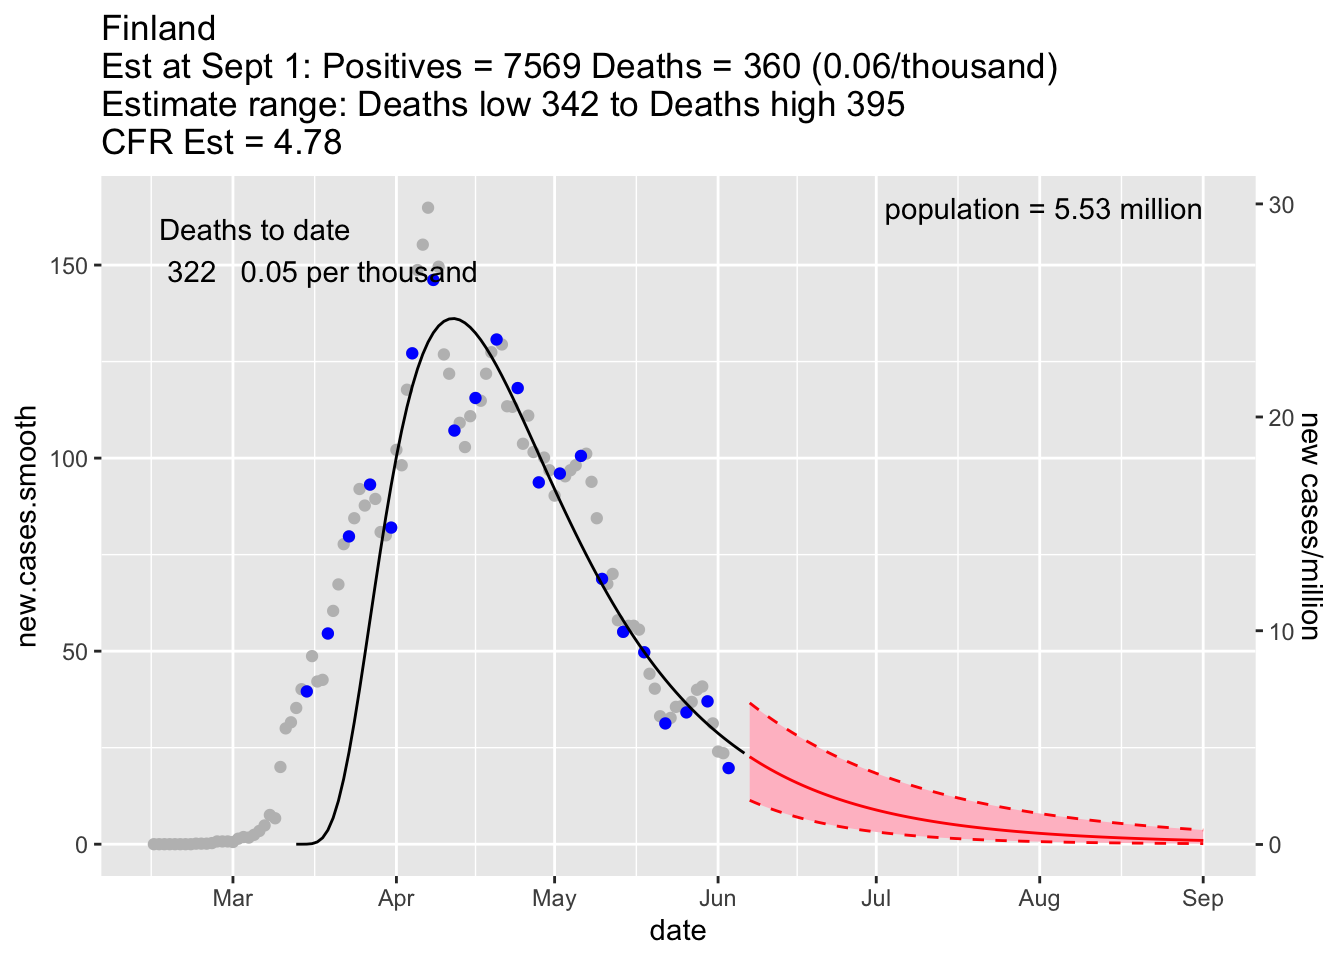 Finland
Est at Sept 1: Positives = 7569 Deaths = 360 (0.06/thousand)
Estimate range: Deaths low 342 to Deaths high 395
CFR Est = 4.78
Deaths to date
322 0.05 per thousand
population = 5.53 million
150
100
50
0
new.cases.smooth
30
20
10
0
new cases/million
Mar Apr May Jun Jul Aug Sep
date